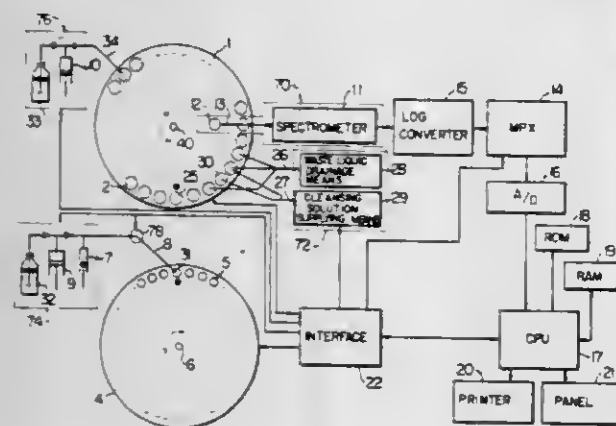 76
34
1
10
33
12
13
70
11
SPECTROMETER
15
LOG
CONVERTER
14
MPX
40
30
25
2
26
WASTE LIQUID
DRAINAGE
MEANS
28
27
CLEANSING
SOLUTION
SUPPLYING MEANS
29
72
16
A/D
18
ROM
19
RAM
78
8
31
5
32
9
7
74
6
4
INTERFACE
22
CPU
17
20
PRINTER
PANEL
21